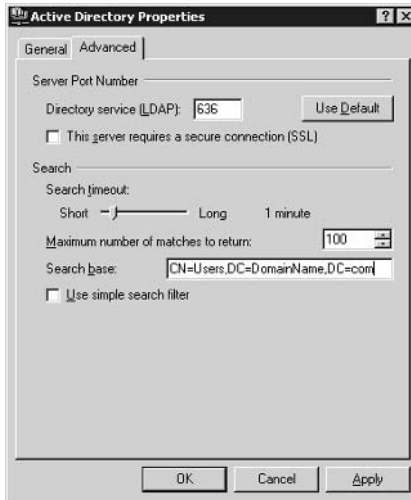 Active Directory Properties
General Advanced
Server Port Number
Directory service (LDAP): 636 Use Default
This server requires a secure connection (SSL)
Search
Search timeout:
Short Long 1 minute
Maximum number of matches to return: 100
Search base: CN=Users,DC=DomainName,DC=com
Use simple search filter
OK Cancel Apply